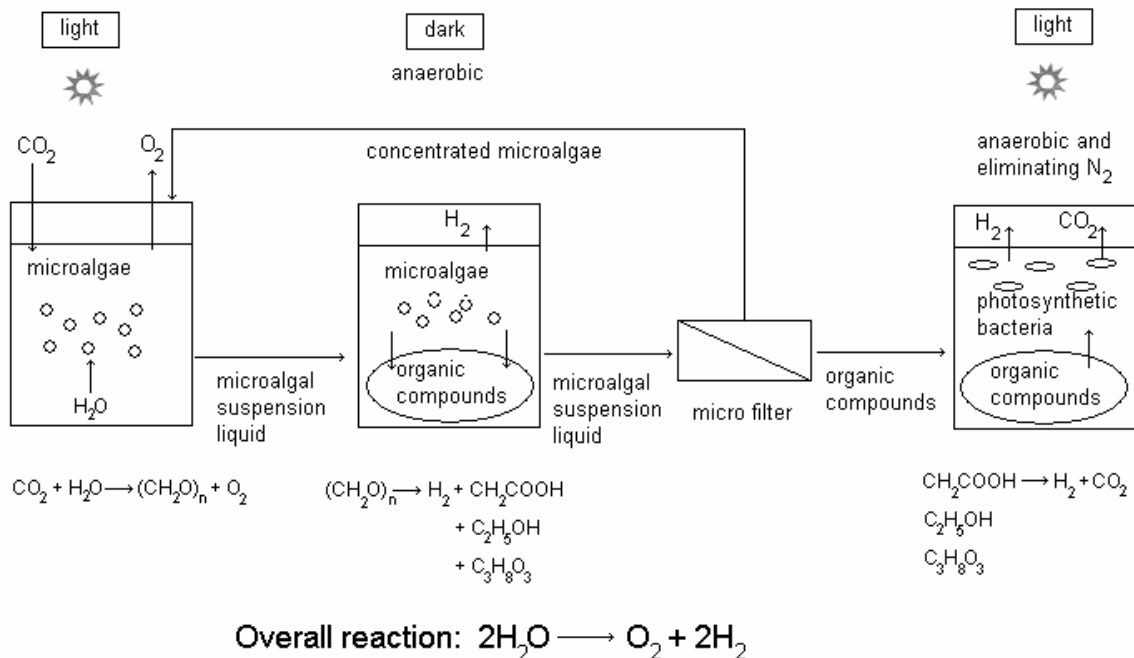 light
dark
light
anaerobic
CO₂
O₂
concentrated microalgae
anaerobic and
eliminating N₂
microalgae
H₂O
H₂
microalgae
organic
compounds
H₂
CO₂
photosynthetic
bacteria
organic
compounds
microalgal
suspension
liquid
microalgal
suspension
liquid
micro filter
organic
compounds
CO₂ + H₂O → (CH₂O)ₙ + O₂
(CH₂O)ₙ → H₂ + CH₂COOH
+ C₂H₅OH
+ C₃H₈O₃
CH₂COOH → H₂ + CO₂
C₂H₅OH
C₃H₈O₃
Overall reaction: 2H₂O → O₂ + 2H₂